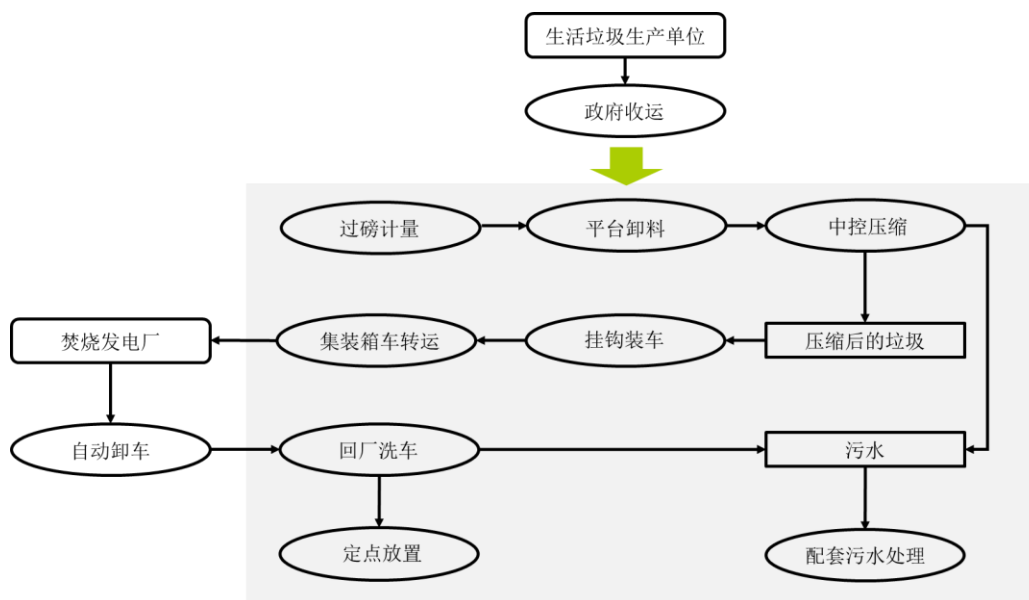 生活垃圾生产单位
政府收运
过磅计量
平台卸料
中控压缩
焚烧发电厂
集装箱车转运
挂钩装车
压缩后的垃圾
自动卸车
回厂洗车
污水
定点放置
配套污水处理